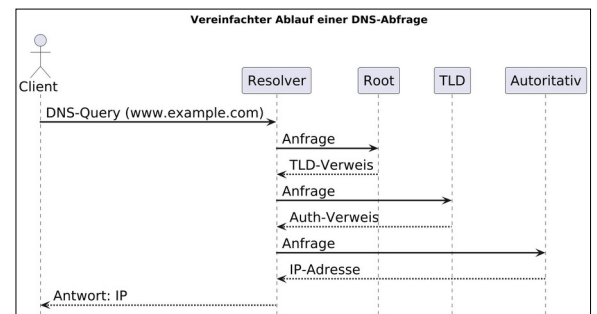 Vereinfachter Ablauf einer DNS-Abfrage
Client
Resolver
Root
TLD
Autoritativ
DNS-Query (www.example.com)
Anfrage
TLD-Verweis
Anfrage
Auth-Verweis
Anfrage
IP-Adresse
Antwort: IP